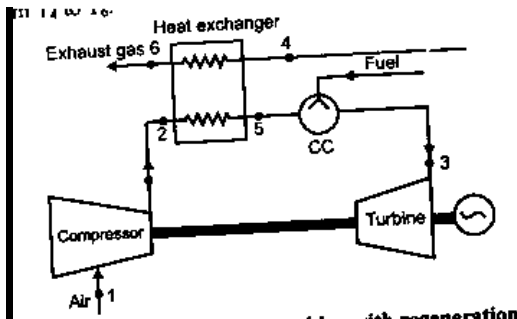 Heat exchanger
Exhaust gas 6
4
Fuel
2
5
CC
3
Compressor
Turbine
Air 1
with regeneration